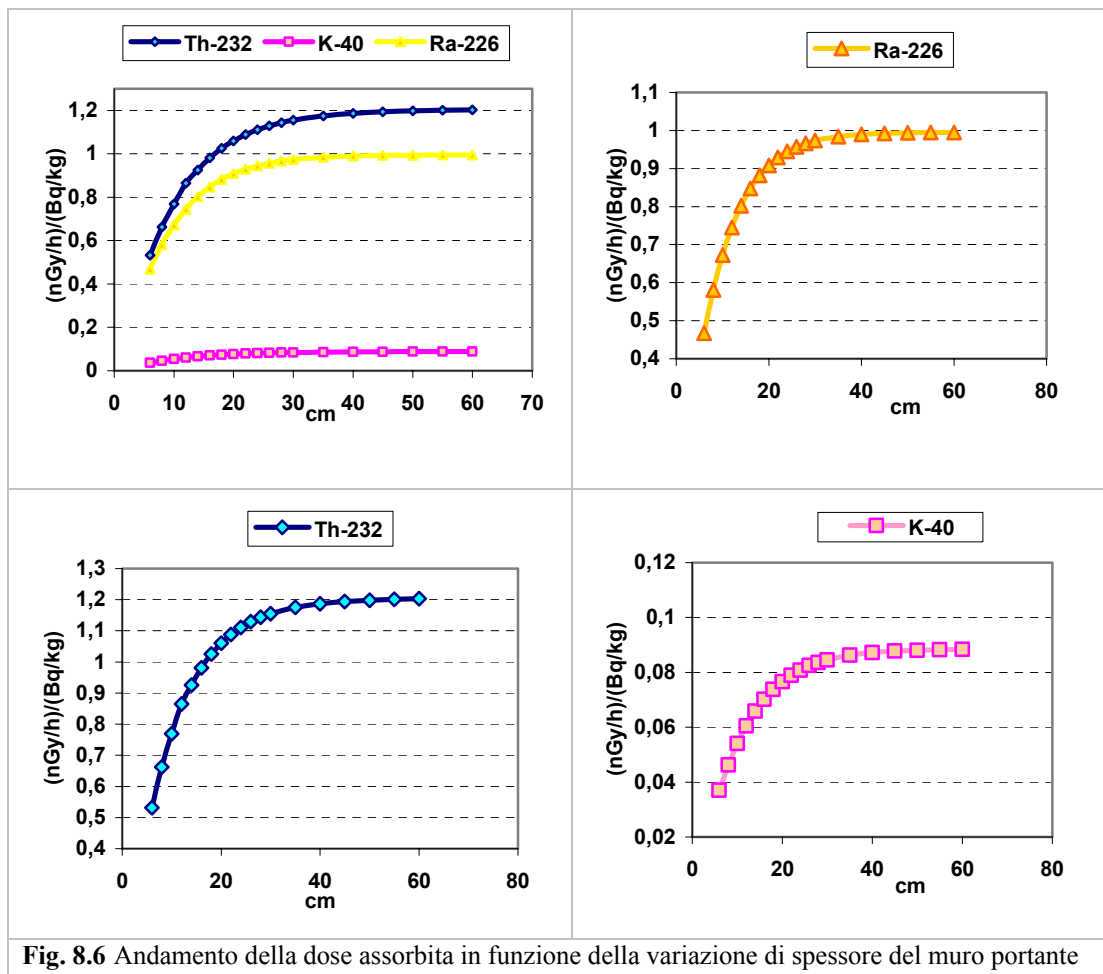 Th-232 K-40 Ra-226
(nGy/h)/(Bq/kg)
1,2
1
0,8
0,6
0,4
0,2
0
0 10 20 30 40 50 60 70
cm
Ra-226
(nGy/h)/(Bq/kg)
1,1
1
0,9
0,8
0,7
0,6
0,5
0,4
0 20 40 60 80
cm
Th-232
(nGy/h)/(Bq/kg)
1,3
1,2
1,1
1
0,9
0,8
0,7
0,6
0,5
0,4
0 20 40 60 80
cm
K-40
(nGy/h)/(Bq/kg)
0,12
0,1
0,08
0,06
0,04
0,02
0 20 40 60 80
cm
Fig. 8.6 Andamento della dose assorbita in funzione della variazione di spessore del muro portante